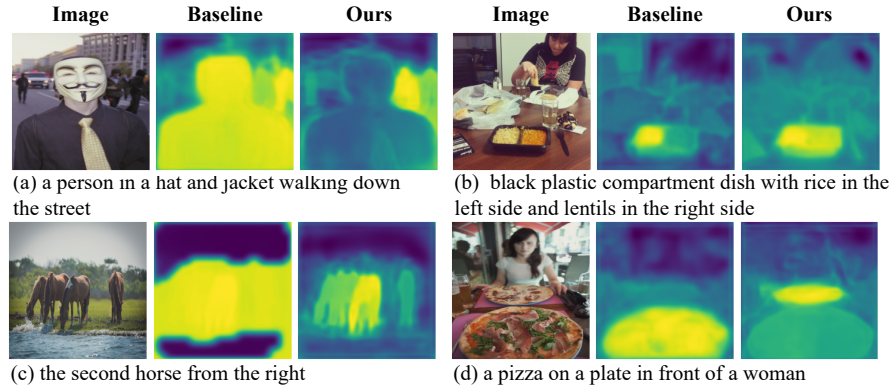 Image Baseline Ours Image Baseline Ours
(a) a person in a hat and jacket walking down
the street
(b) black plastic compartment dish with rice in the
left side and lentils in the right side
(c) the second horse from the right
(d) a pizza on a plate in front of a woman